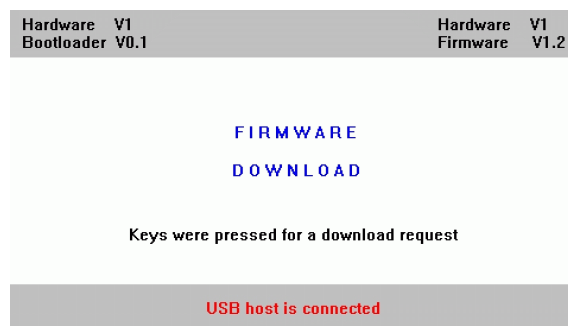 Hardware V1
Bootloader V0.1
Hardware V1
Firmware V1.2
FIRMWARE
DOWNLOAD
Keys were pressed for a download request
USB host is connected